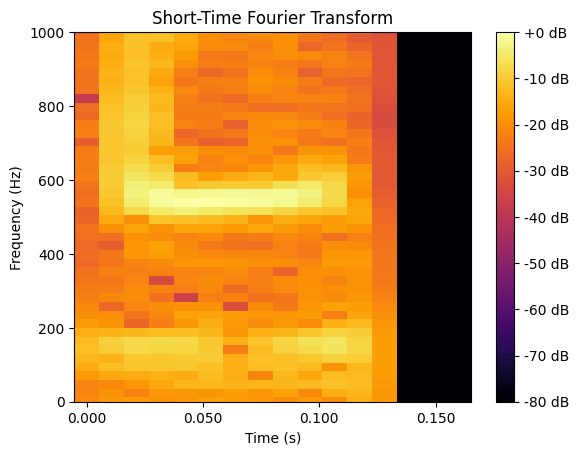 Short-Time Fourier Transform
Frequency (Hz)
1000
800
600
400
200
0
0.000
0.050
0.100
0.150
Time (s)
+0 dB
-10 dB
-20 dB
-30 dB
-40 dB
-50 dB
-60 dB
-70 dB
-80 dB